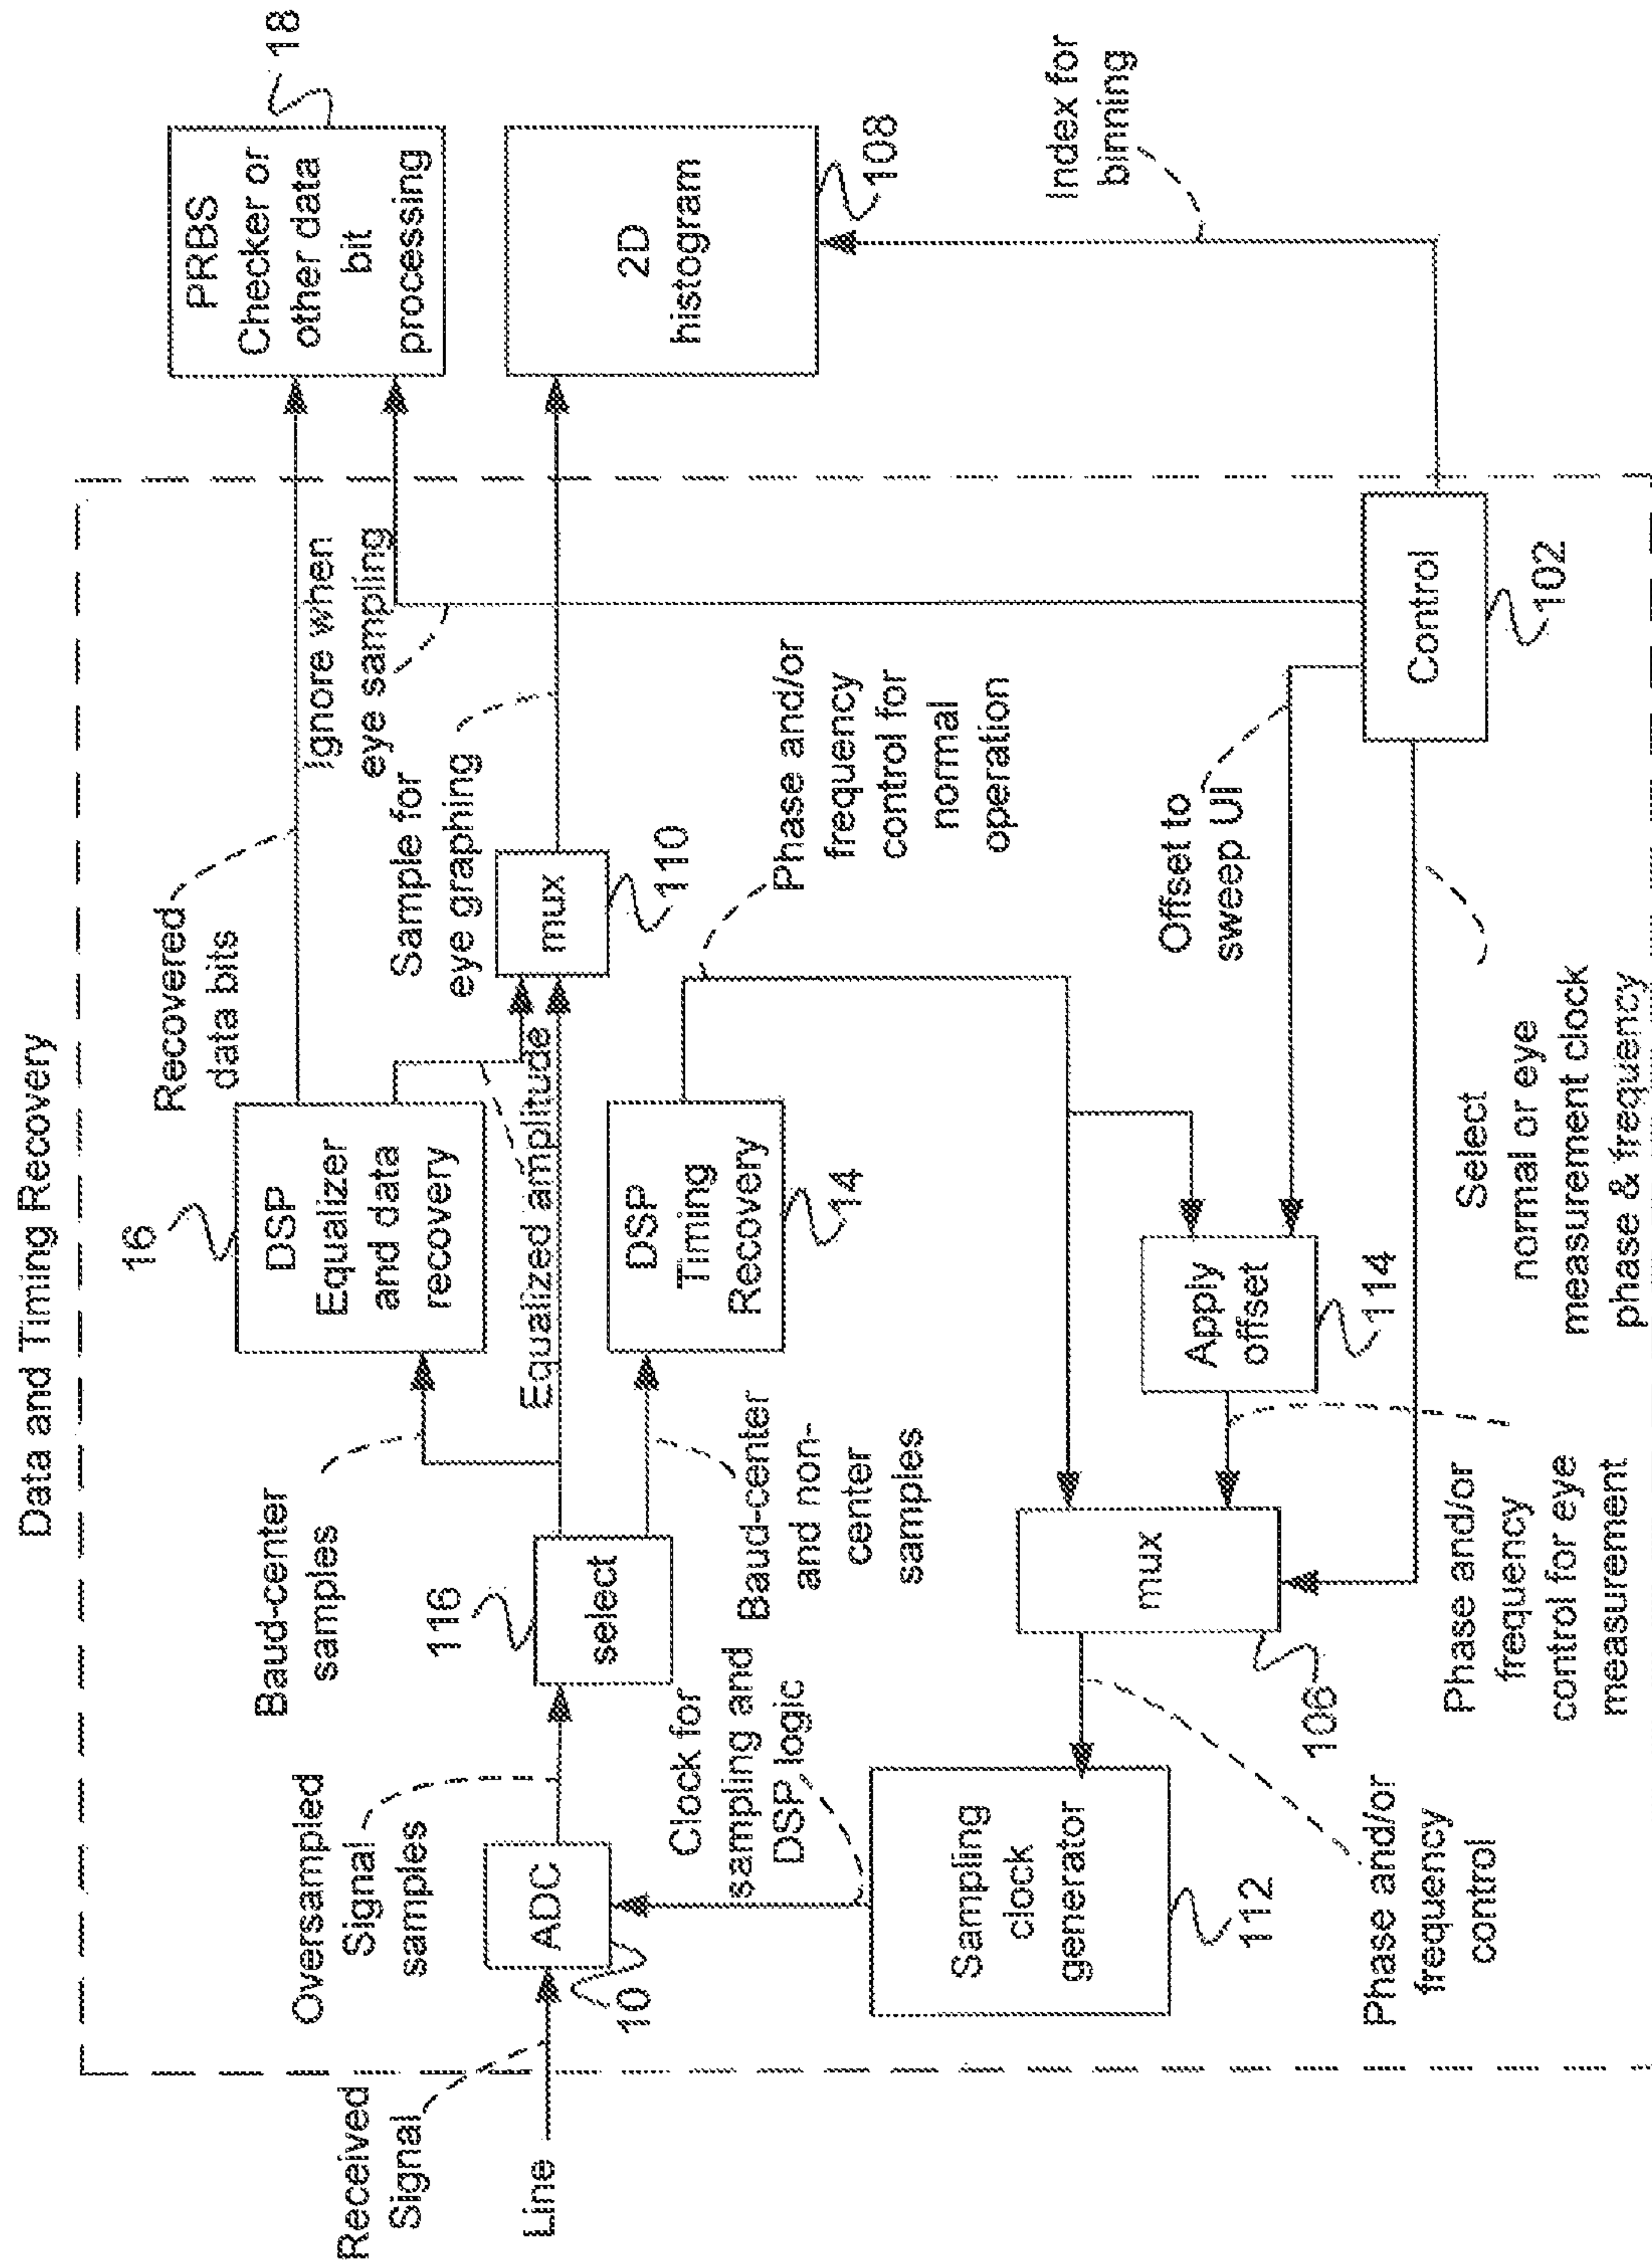 Data and Timing Recovery
Received
Signal
Line
Oversampled
Signal
samples
ADC
10
Baud-center
samples
116
select
Clock for
sampling and
DSP logic
Baud-center
and non-
center
samples
Sampling
clock
generator
112
16
DSP
Equalizer
and data
recovery
Equalized amplitude
DSP
Timing
Recovery
14
mux
106
Phase and/or
frequency
control
Apply
offset
114
Phase and/or
frequency
control for eye
measurement
Recovered
data bits
Ignore when
eye sampling
Sample for
eye graphing
mux
110
Phase and/or
frequency
control for
normal
operation
Offset to
sweep UI
Select
normal or eye
measurement clock
phase & frequency
Control
102
PRBS
Checker or
other data
bit
processing
18
2D
histogram
108
Index for
binning